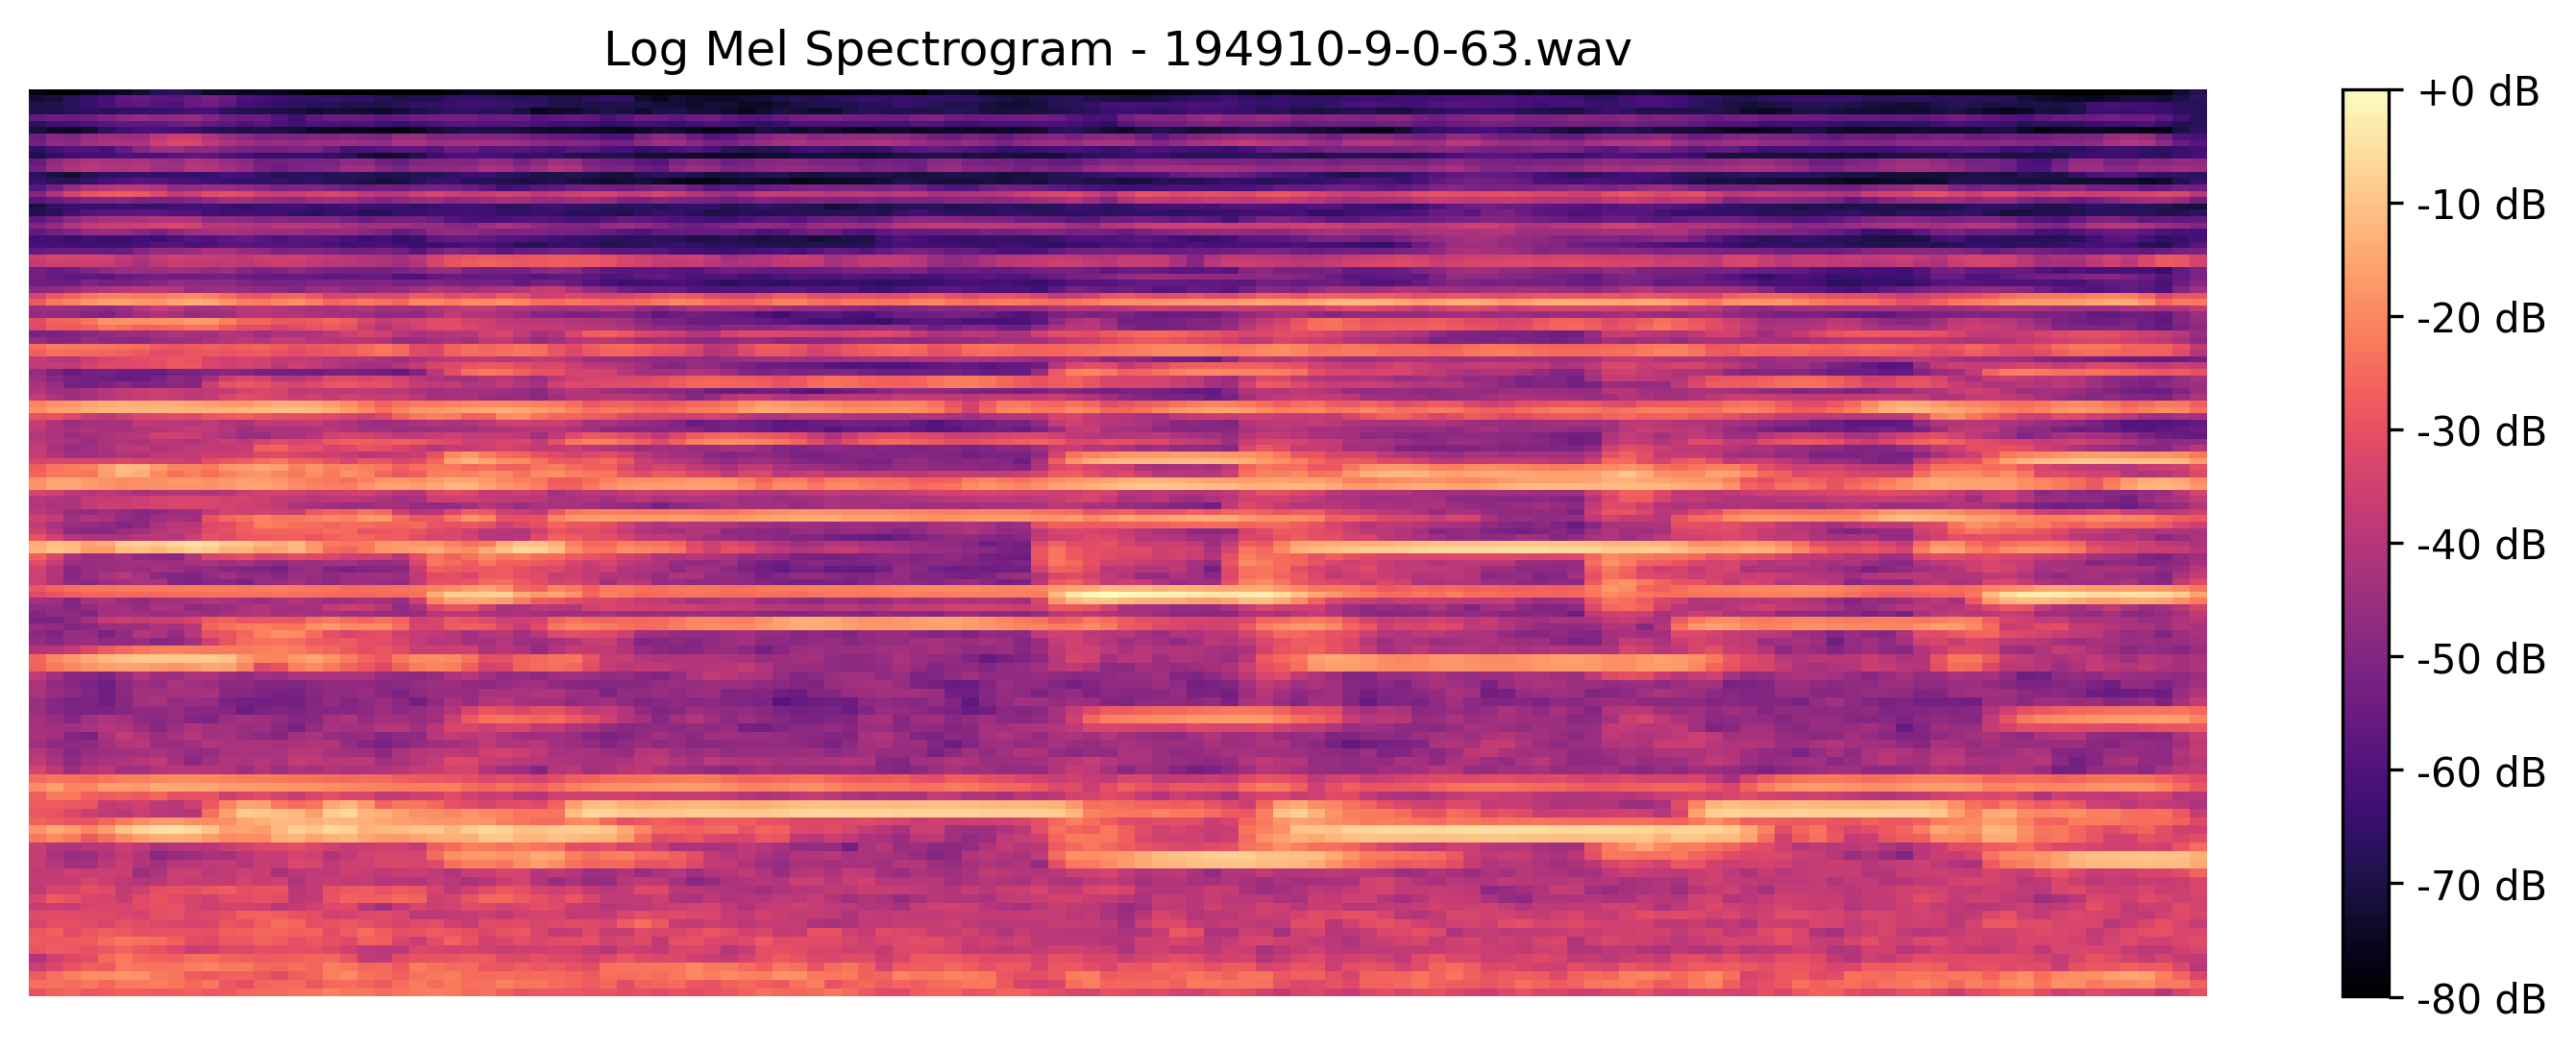 Log Mel Spectrogram - 194910-9-0-63.wav
+0 dB
-10 dB
-20 dB
-30 dB
-40 dB
-50 dB
-60 dB
-70 dB
-80 dB